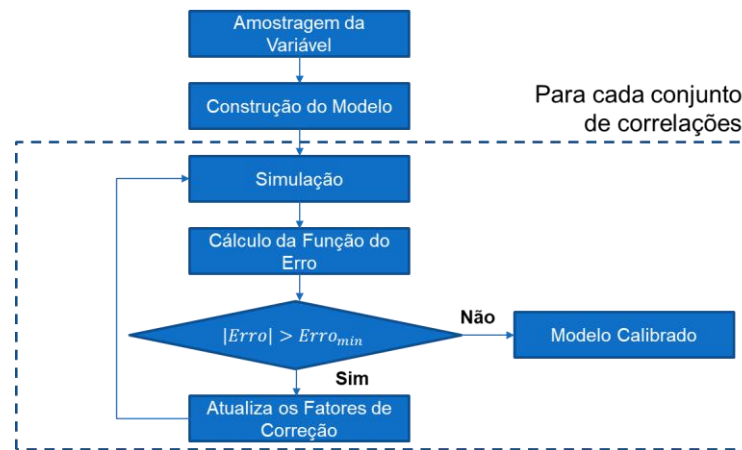 Amostragem da
Variável
Construção do Modelo
Para cada conjunto
de correlações
Simulação
Cálculo da Função do
Erro
|Erro| > Erro_min
Não
Modelo Calibrado
Sim
Atualiza os Fatores de
Correção